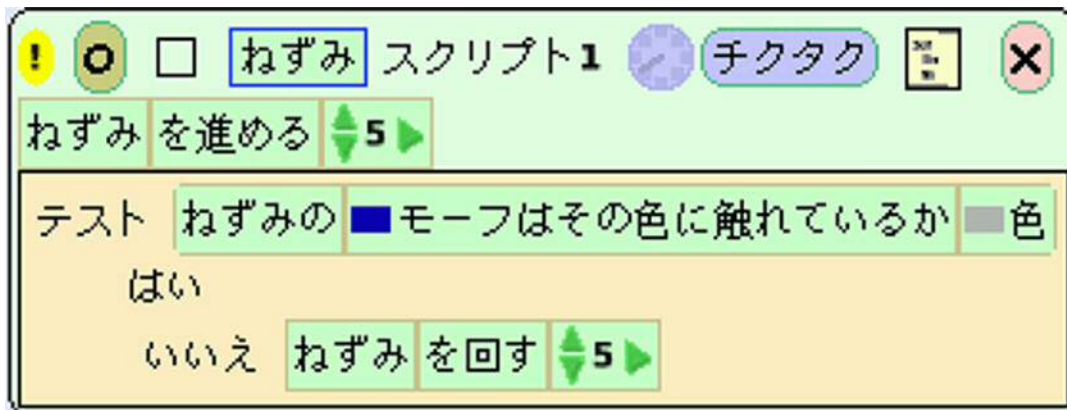 ! O ねずみ スクリプト1 チクタク ×
ねずみ を進める 5
テスト ねずみの モーフはその色に触れているか 色
はい
いいえ ねずみ を回す 5